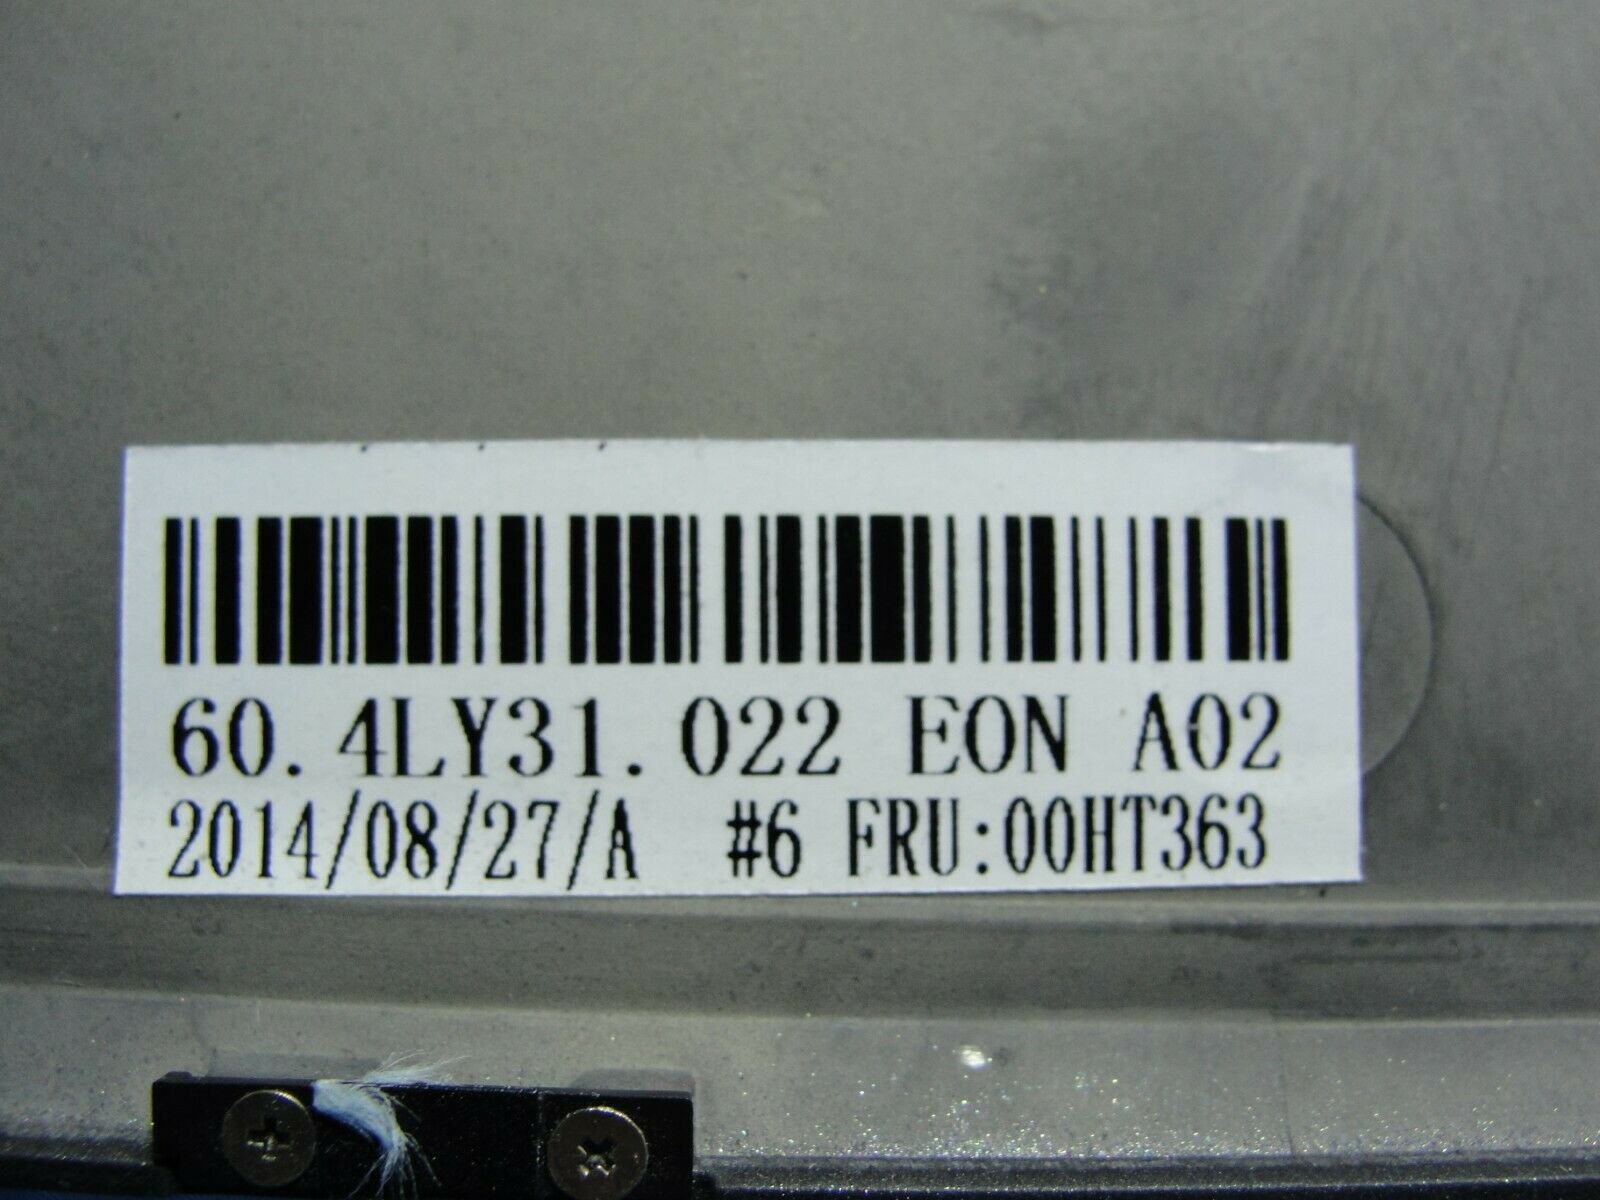 60.4LY31.022 EON A02
2014/08/27/A #6 FRU:00HT363